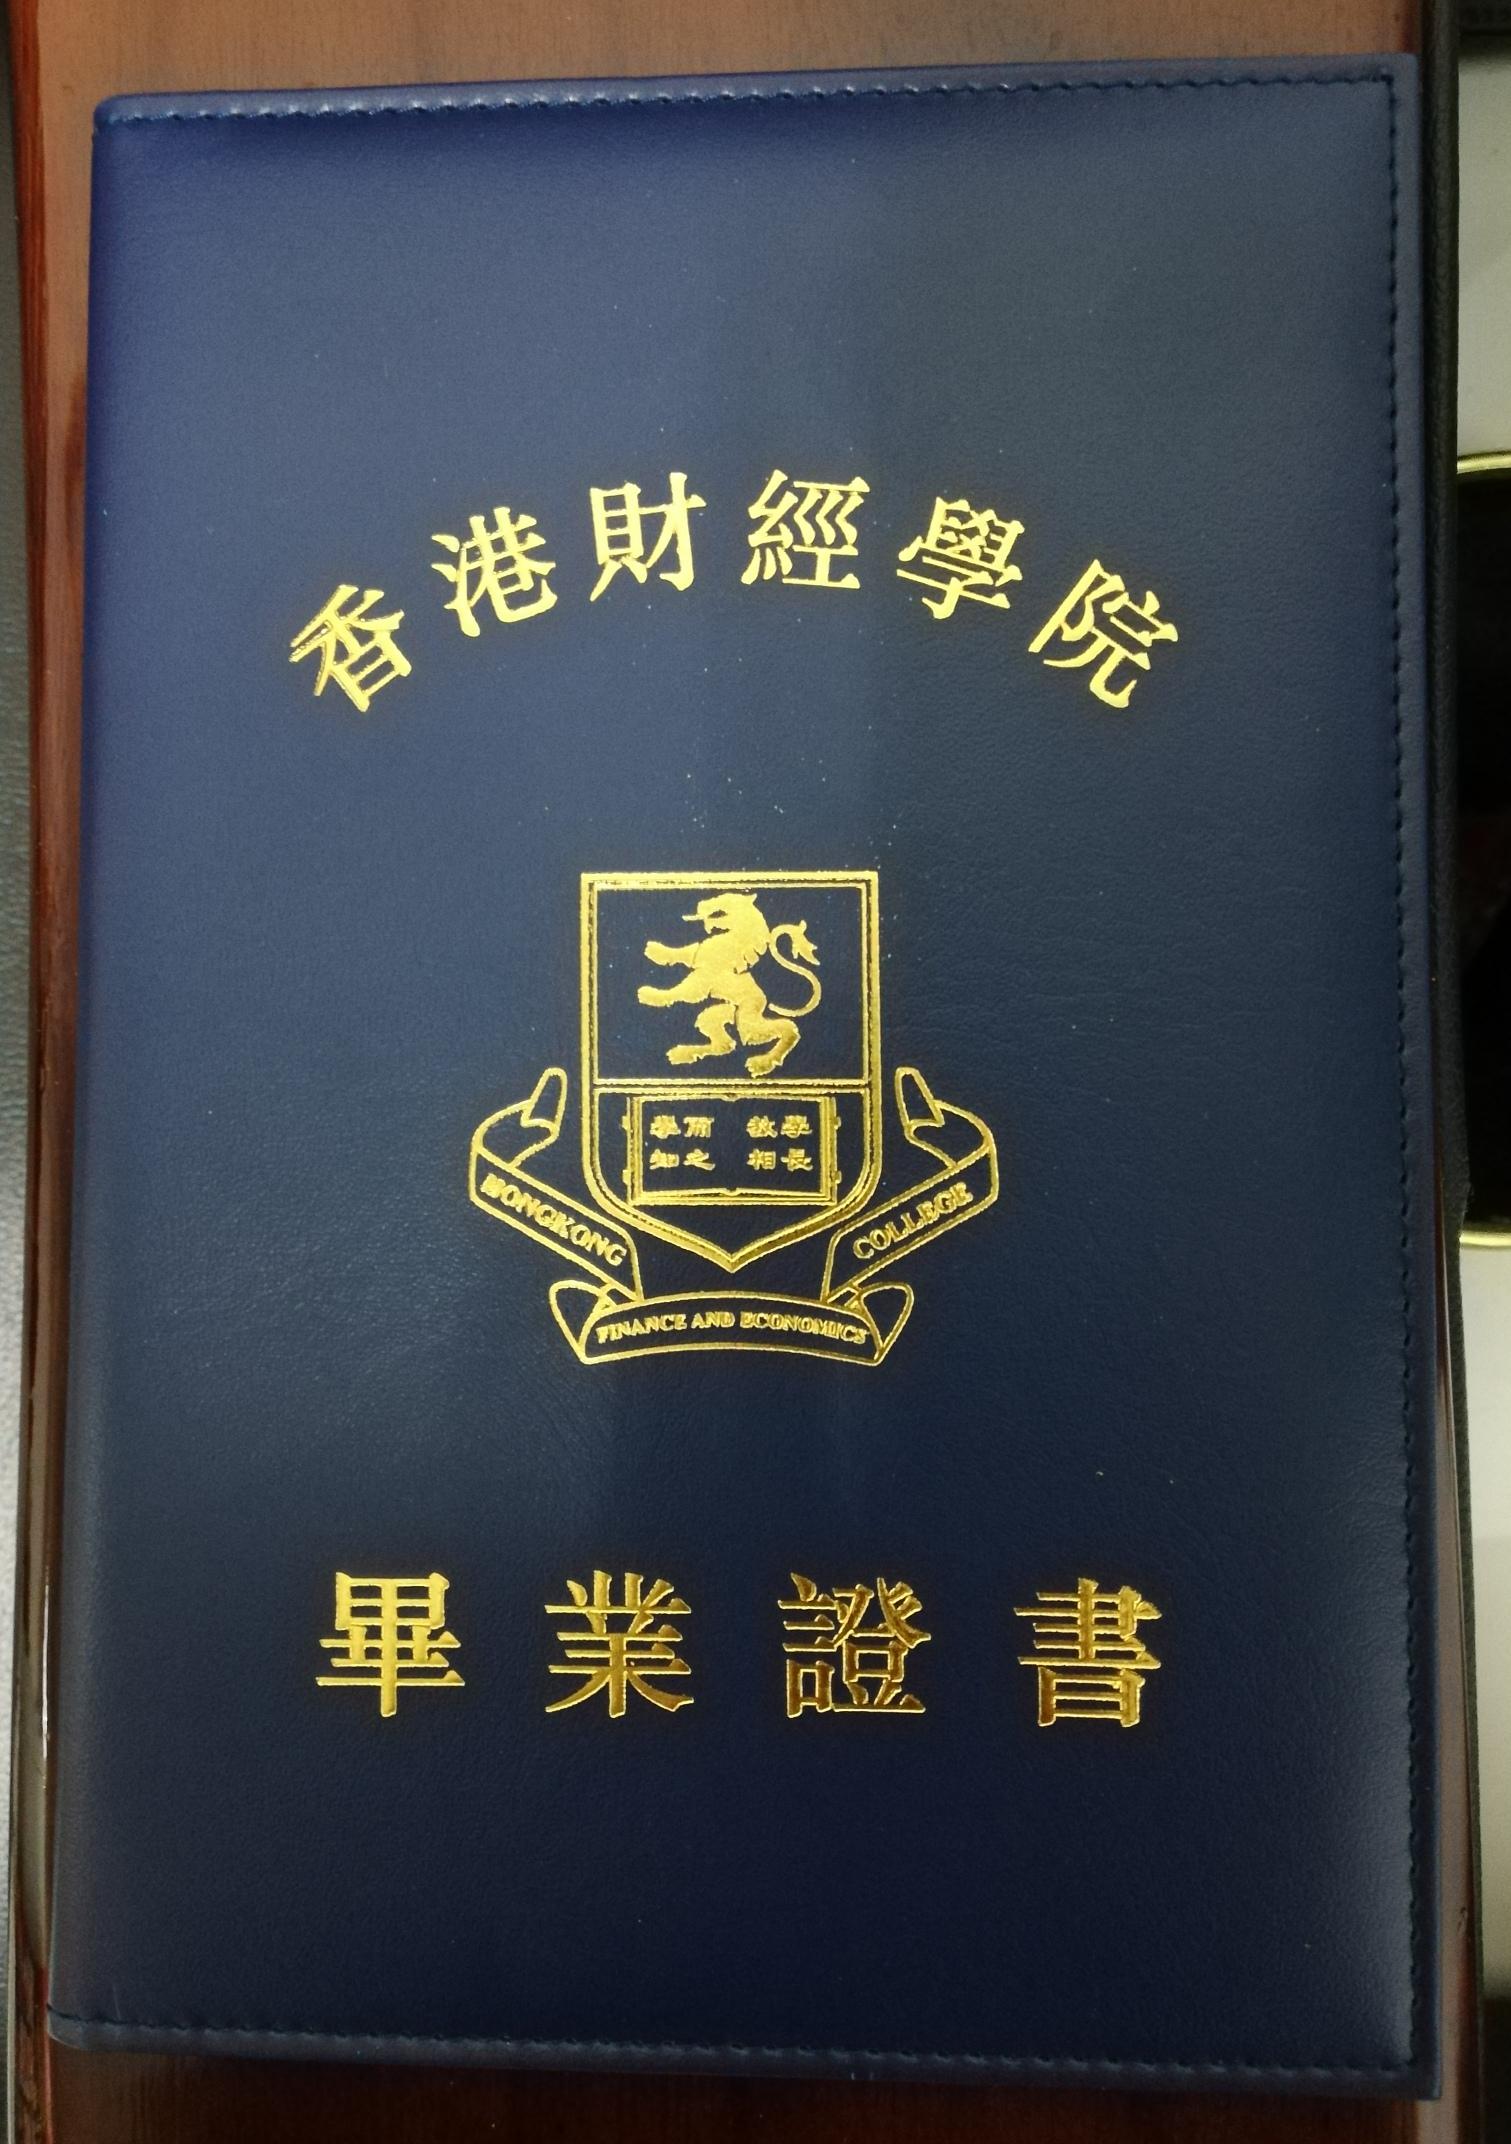 香港財經學院
學而 教學
知之 相長
HONGKONG
COLLEGE
FINANCE AND ECONOMICS
畢業證書